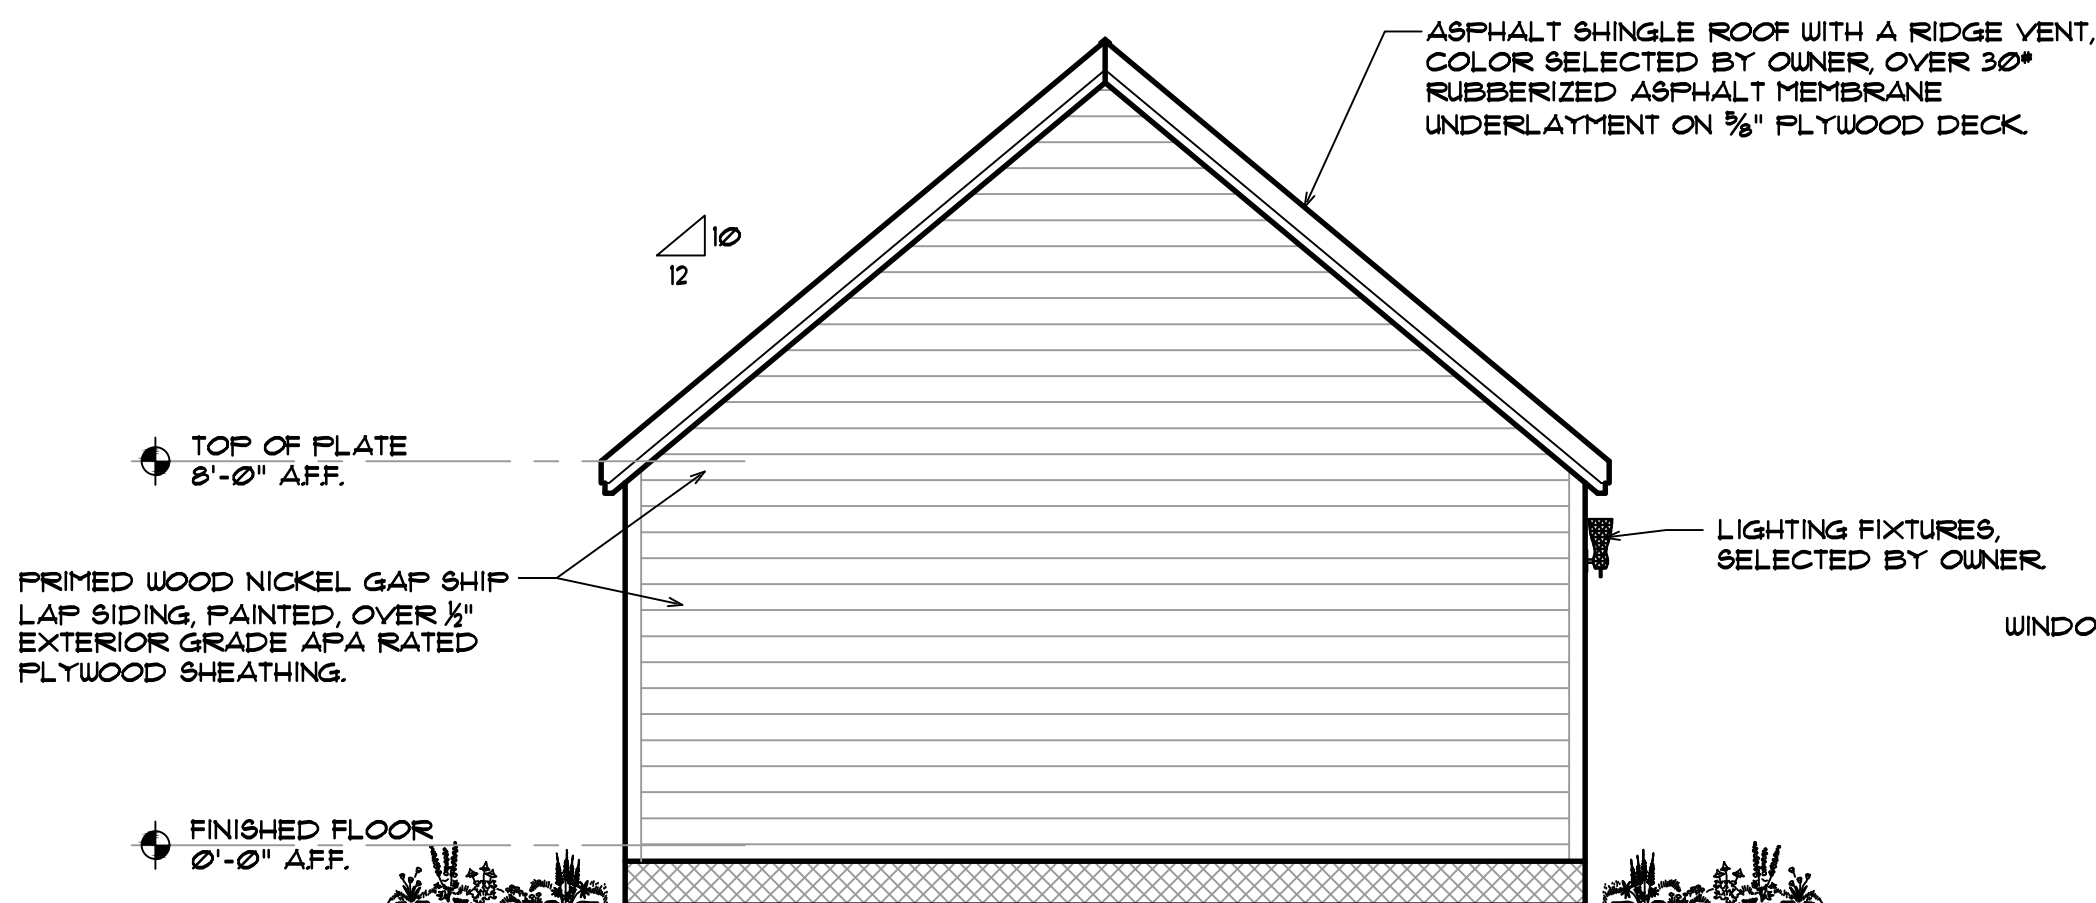 ASPHALT SHINGLE ROOF WITH A RIDGE VENT,
COLOR SELECTED BY OWNER, OVER 30#
RUBBERIZED ASPHALT MEMBRANE
UNDERLAYMENT ON 5/8" PLYWOOD DECK.
10
12
TOP OF PLATE
8'-0" A.F.F.
PRIMED WOOD NICKEL GAP SHIP
LAP SIDING, PAINTED, OVER 1/2"
EXTERIOR GRADE APA RATED
PLYWOOD SHEATHING.
LIGHTING FIXTURES,
SELECTED BY OWNER.
WINDO
FINISHED FLOOR
0'-0" A.F.F.